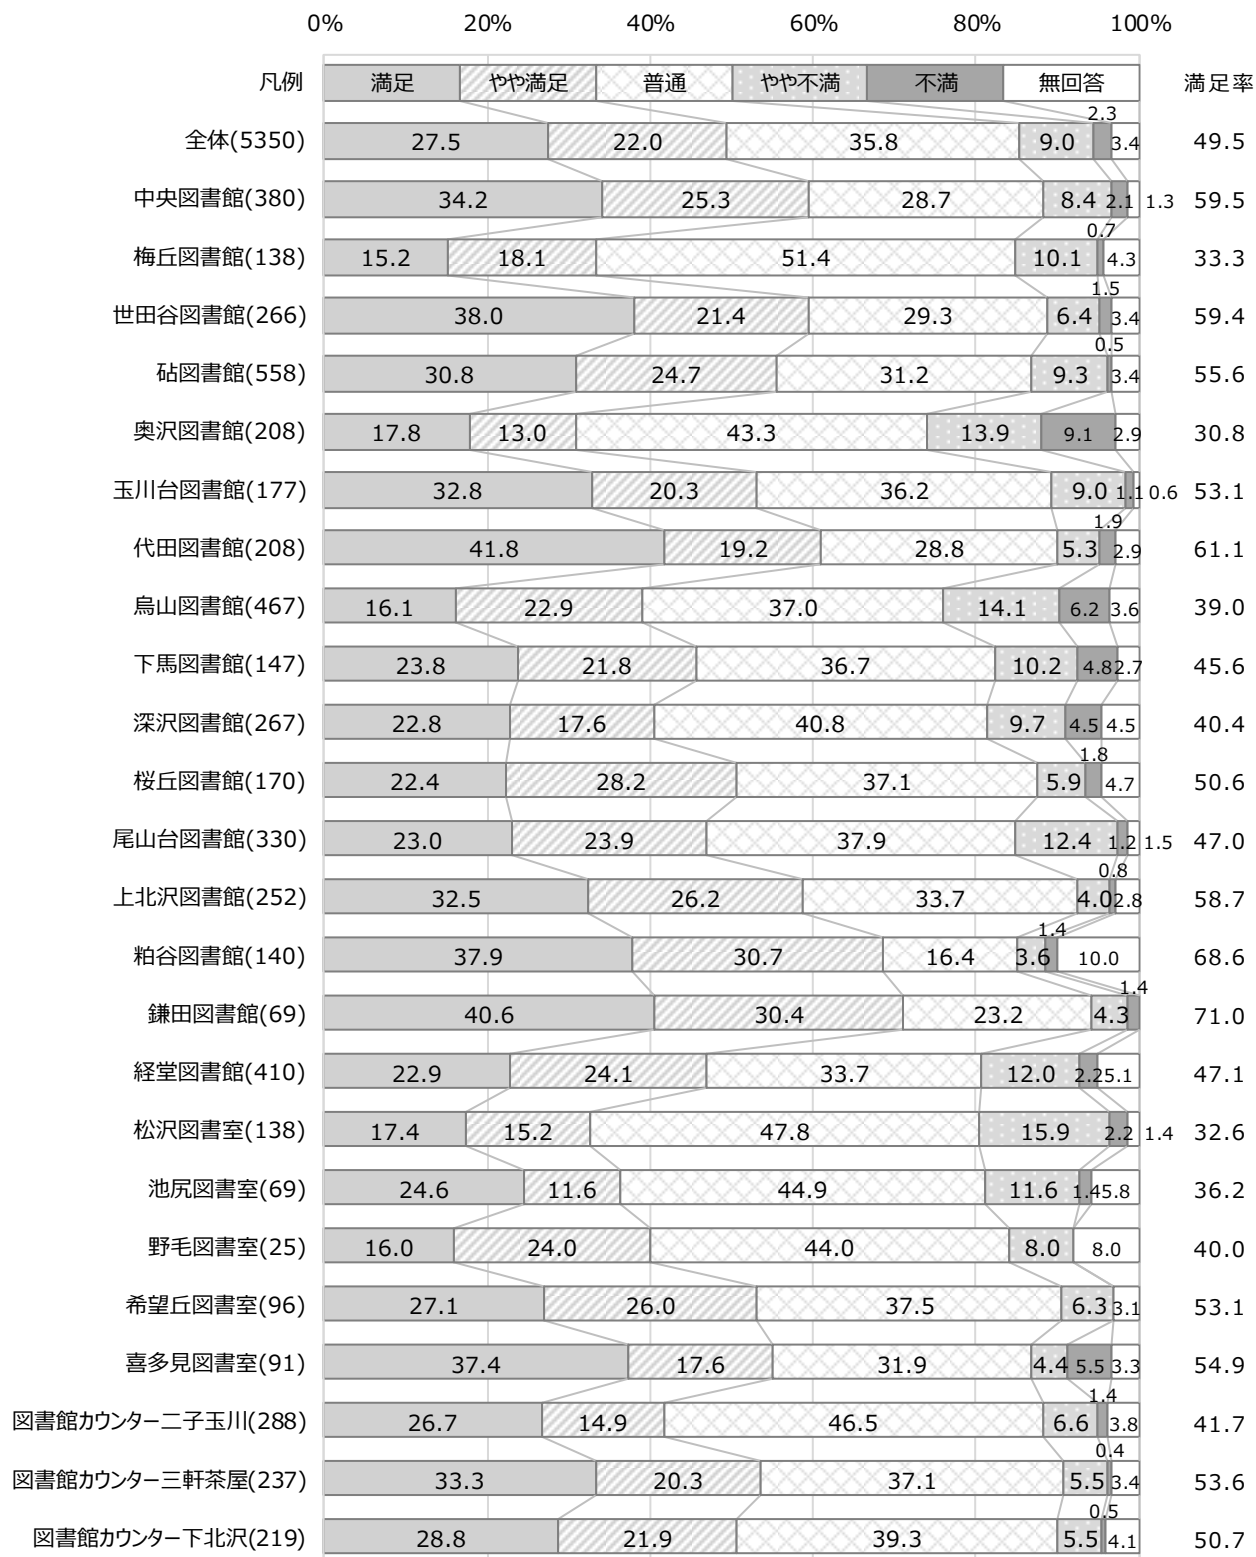 0% 20% 40% 60% 80% 100%
凡例 満足 やや満足 普通 やや不満 不満 無回答 満足率
全体(5350) 27.5 22.0 35.8 9.0 2.3 3.4 49.5
中央図書館(380) 34.2 25.3 28.7 8.4 2.1 1.3 59.5
梅丘図書館(138) 15.2 18.1 51.4 10.1 0.7 4.3 33.3
世田谷図書館(266) 38.0 21.4 29.3 6.4 1.5 3.4 59.4
砧図書館(558) 30.8 24.7 31.2 9.3 0.5 3.4 55.6
奥沢図書館(208) 17.8 13.0 43.3 13.9 9.1 2.9 30.8
玉川台図書館(177) 32.8 20.3 36.2 9.0 1.1 0.6 53.1
代田図書館(208) 41.8 19.2 28.8 5.3 1.9 2.9 61.1
烏山図書館(467) 16.1 22.9 37.0 14.1 6.2 3.6 39.0
下馬図書館(147) 23.8 21.8 36.7 10.2 4.8 2.7 45.6
深沢図書館(267) 22.8 17.6 40.8 9.7 4.5 4.5 40.4
桜丘図書館(170) 22.4 28.2 37.1 5.9 1.8 4.7 50.6
尾山台図書館(330) 23.0 23.9 37.9 12.4 1.2 1.5 47.0
上北沢図書館(252) 32.5 26.2 33.7 4.0 0.8 2.8 58.7
粕谷図書館(140) 37.9 30.7 16.4 3.6 1.4 10.0 68.6
鎌田図書館(69) 40.6 30.4 23.2 4.3 1.4 71.0
経堂図書館(410) 22.9 24.1 33.7 12.0 2.2 5.1 47.1
松沢図書室(138) 17.4 15.2 47.8 15.9 2.2 1.4 32.6
池尻図書室(69) 24.6 11.6 44.9 11.6 1.4 5.8 36.2
野毛図書室(25) 16.0 24.0 44.0 8.0 8.0 40.0
希望丘図書室(96) 27.1 26.0 37.5 6.3 3.1 53.1
喜多見図書室(91) 37.4 17.6 31.9 4.4 5.5 3.3 54.9
図書館カウンター二子玉川(288) 26.7 14.9 46.5 6.6 1.4 3.8 41.7
図書館カウンター三軒茶屋(237) 33.3 20.3 37.1 5.5 0.4 3.4 53.6
図書館カウンター下北沢(219) 28.8 21.9 39.3 5.5 0.5 4.1 50.7